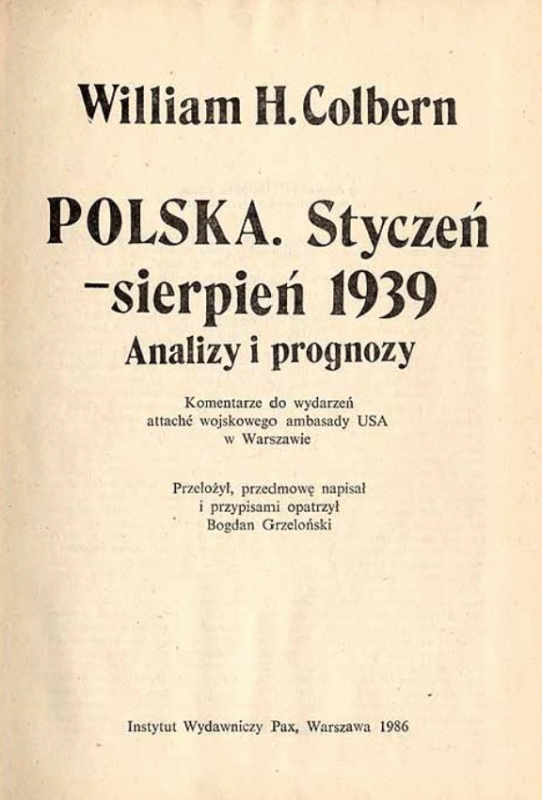 William H. Colbern
POLSKA. Styczeń
-sierpień 1939
Analizy i prognozy
Komentarze do wydarzeń
attaché wojskowego ambasady USA
w Warszawie
Przełożył, przedmowę napisał
i przypisami opatrzył
Bogdan Grzeloński
Instytut Wydawniczy Pax, Warszawa 1986